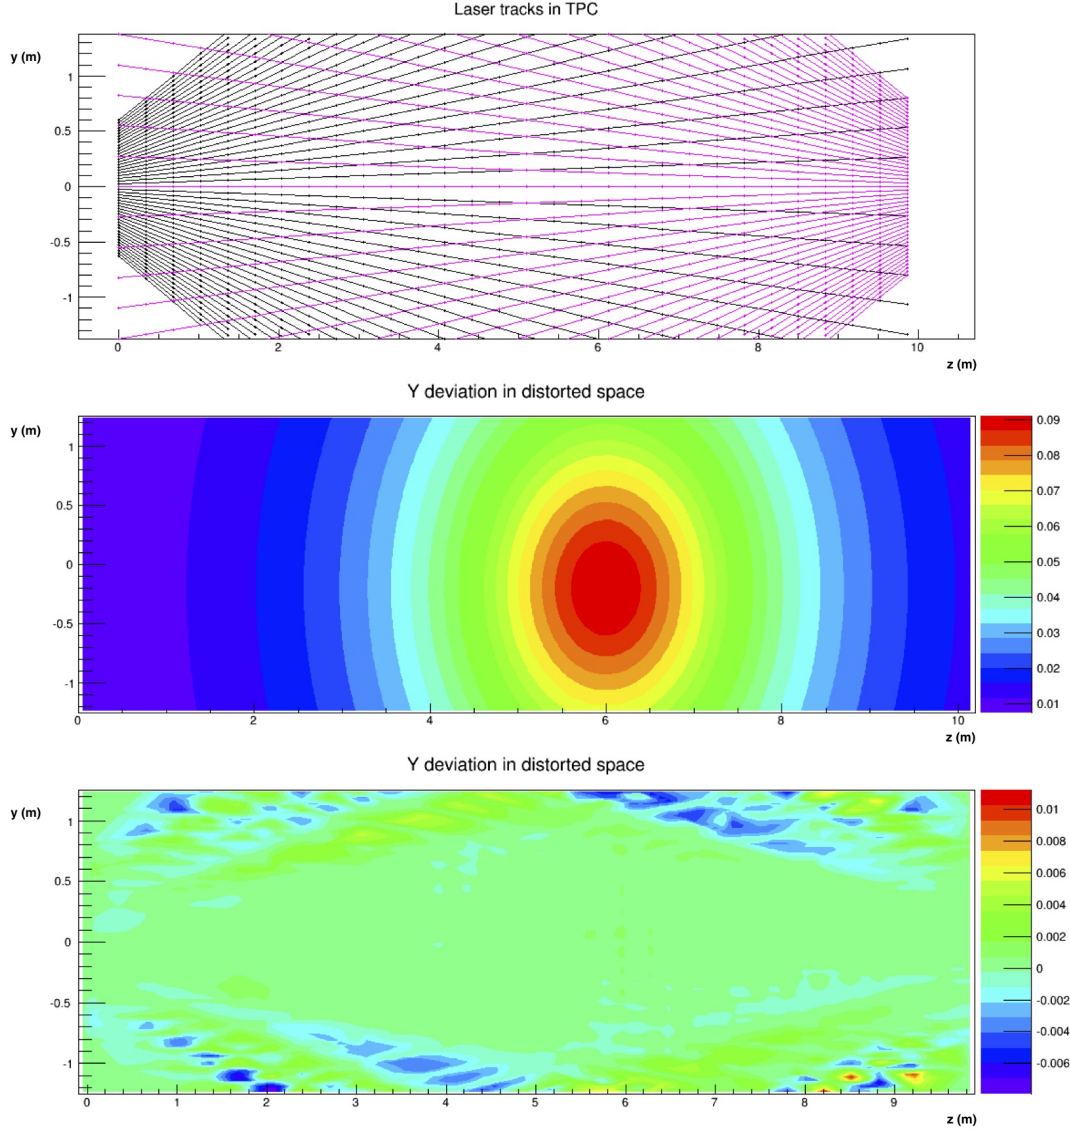 Laser tracks in TPC
y (m)
1
0.5
0
-0.5
-1
0 2 4 6 8 10
z (m)
Y deviation in distorted space
y (m)
1
0.5
0
-0.5
-1
0.09
0.08
0.07
0.06
0.05
0.04
0.03
0.02
0.01
0 2 4 6 8 10
z (m)
Y deviation in distorted space
y (m)
1
0.5
0
-0.5
-1
0.01
0.008
0.006
0.004
0.002
0
-0.002
-0.004
-0.006
0 1 2 3 4 5 6 7 8 9
z (m)